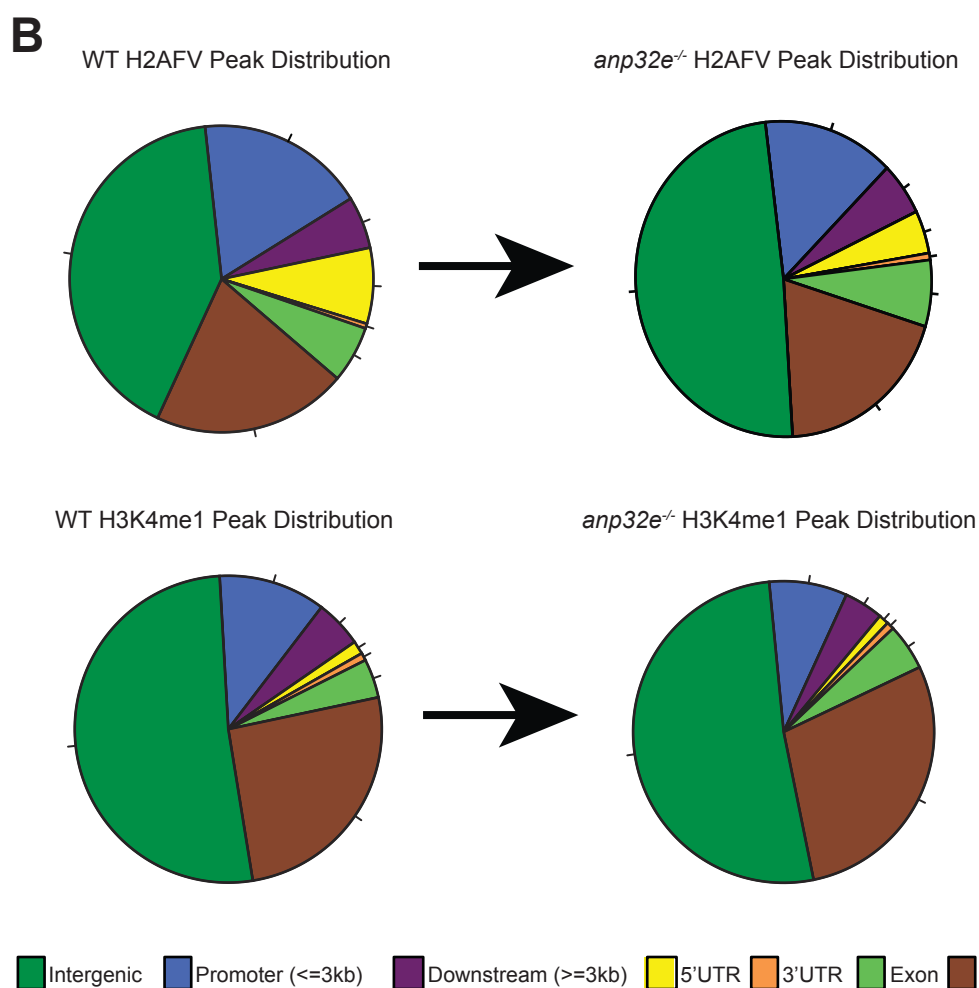 B
WT H2AFV Peak Distribution
anp32e-/- H2AFV Peak Distribution
WT H3K4me1 Peak Distribution
anp32e-/- H3K4me1 Peak Distribution
Intergenic Promoter (<=3kb) Downstream (>=3kb) 5'UTR 3'UTR Exon